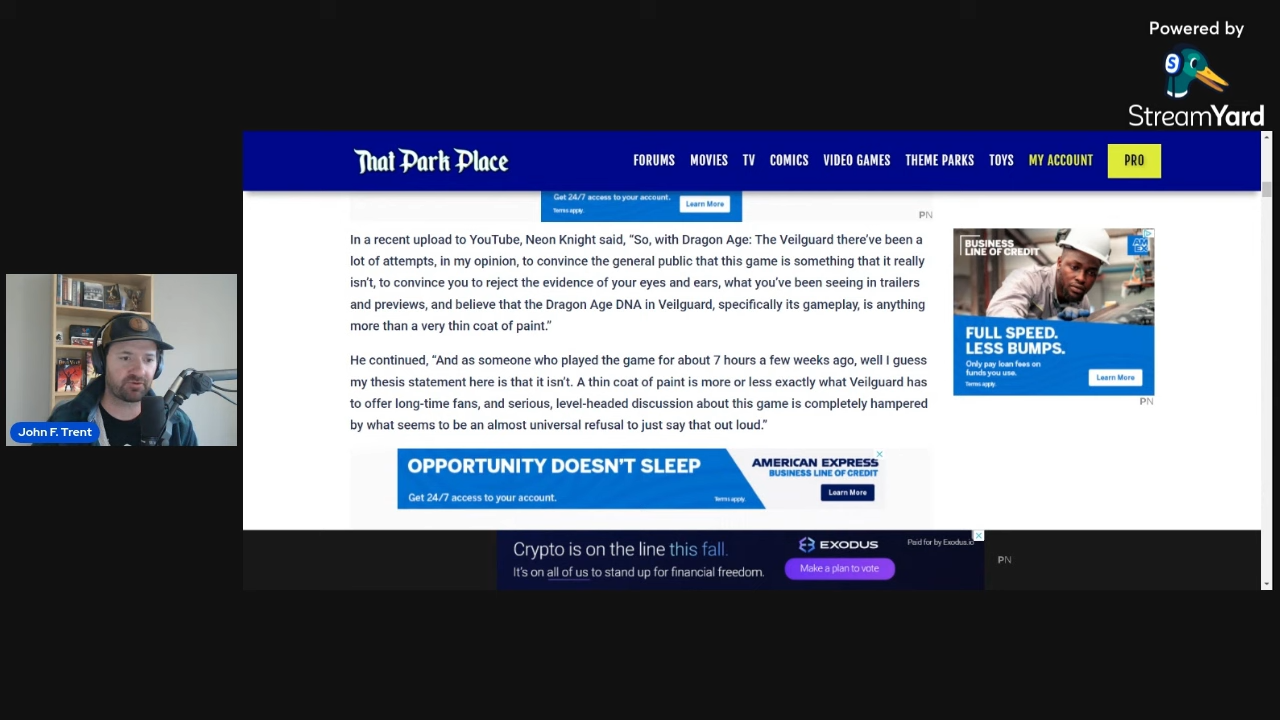 Powered by
StreamYard
That Park Place
FORUMS MOVIES TV COMICS VIDEO GAMES THEME PARKS TOYS MY ACCOUNT PRO
Get 24/7 access to your account.
Terms apply.
Learn More
PN
In a recent upload to YouTube, Neon Knight said, “So, with Dragon Age: The Veilguard there’ve been a
lot of attempts, in my opinion, to convince the general public that this game is something that it really
isn’t, to convince you to reject the evidence of your eyes and ears, what you’ve been seeing in trailers
and previews, and believe that the Dragon Age DNA in Veilguard, specifically its gameplay, is anything
more than a very thin coat of paint.”
He continued, “And as someone who played the game for about 7 hours a few weeks ago, well I guess
my thesis statement here is that it isn’t. A thin coat of paint is more or less exactly what Veilguard has
to offer long-time fans, and serious, level-headed discussion about this game is completely hampered
by what seems to be an almost universal refusal to just say that out loud.”
BUSINESS
LINE OF CREDIT
AM
EX
FULL SPEED.
LESS BUMPS.
Only pay loan fees on
funds you use.
Terms apply.
Learn More
PN
John F. Trent
OPPORTUNITY DOESN’T SLEEP
Get 24/7 access to your account.
Terms apply.
AMERICAN EXPRESS
BUSINESS LINE OF CREDIT
Learn More
Crypto is on the line this fall.
It’s on all of us to stand up for financial freedom.
EXODUS
Make a plan to vote
Paid for by Exodus.io
PN